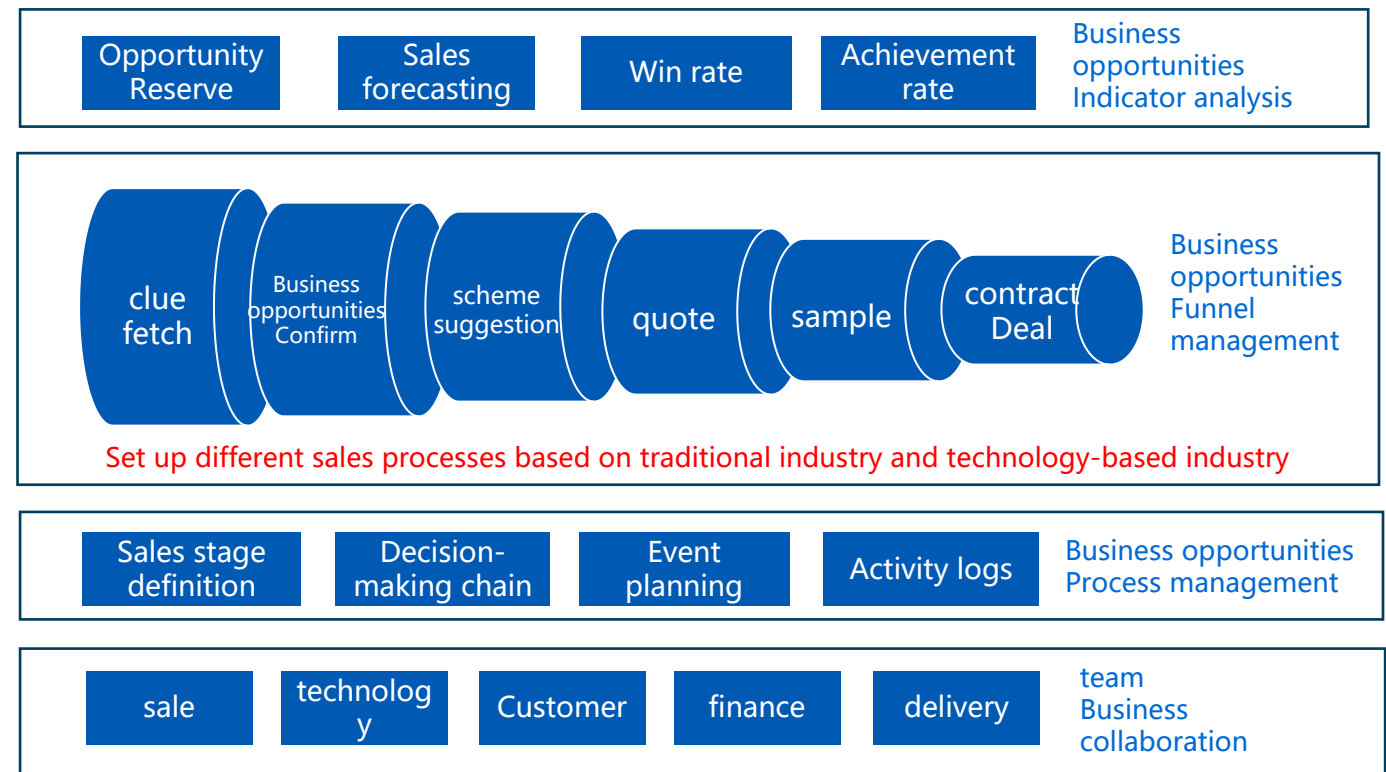 Opportunity
Reserve
Sales
forecasting
Win rate
Achievement
rate
Business
opportunities
Indicator analysis
clue
fetch
Business
opportunities
Confirm
scheme
suggestion
quote
sample
contract
Deal
Business
opportunities
Funnel
management
Set up different sales processes based on traditional industry and technology-based industry
Sales stage
definition
Decision-
making chain
Event
planning
Activity logs
Business opportunities
Process management
sale
technolog
y
Customer
finance
delivery
team
Business
collaboration